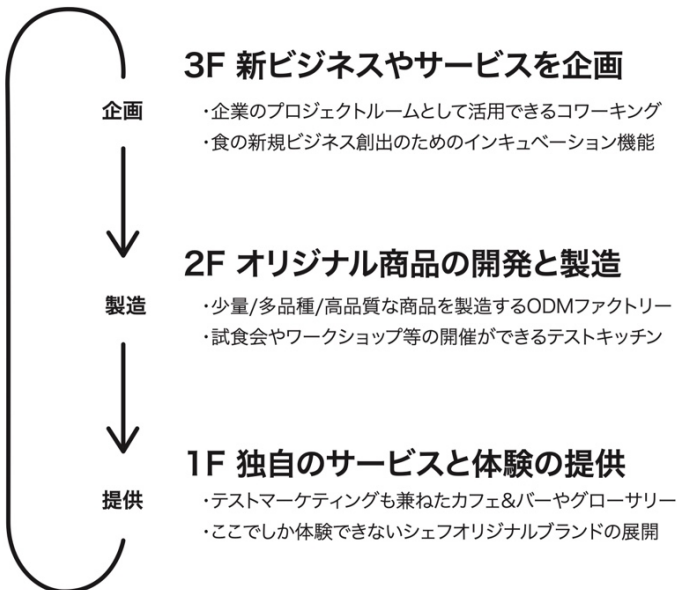 3F 新ビジネスやサービスを企画
企画
・企業のプロジェクトルームとして活用できるコワーキング
・食の新規ビジネス創出のためのインキュベーション機能
2F オリジナル商品の開発と製造
製造
・少量/多品種/高品質な商品を製造するODMファクトリー
・試食会やワークショップ等の開催ができるテストキッチン
1F 独自のサービスと体験の提供
提供
・テストマーケティングも兼ねたカフェ&バーやグローサリー
・ここでしか体験できないシェフオリジナルブランドの展開